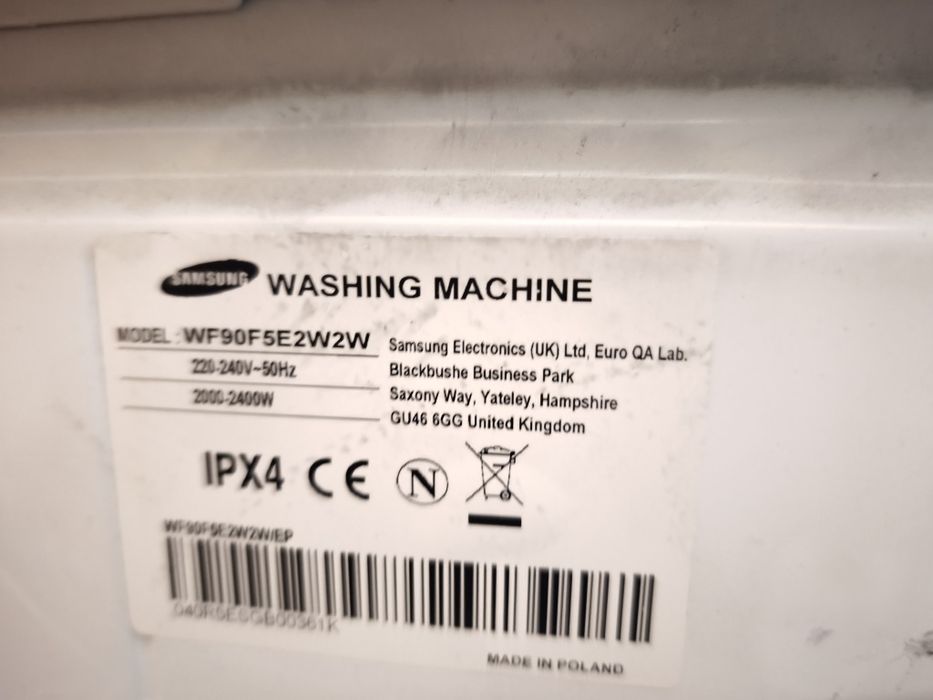 SAMSUNG WASHING MACHINE
MODEL : WF90F5E2W2W
220-240V~50Hz
2000-2400W
Samsung Electronics (UK) Ltd, Euro QA Lab.
Blackbushe Business Park
Saxony Way, Yateley, Hampshire
GU46 6GG United Kingdom
IPX4 CE N
WF90F5E2W2W/EP
MADE IN POLAND